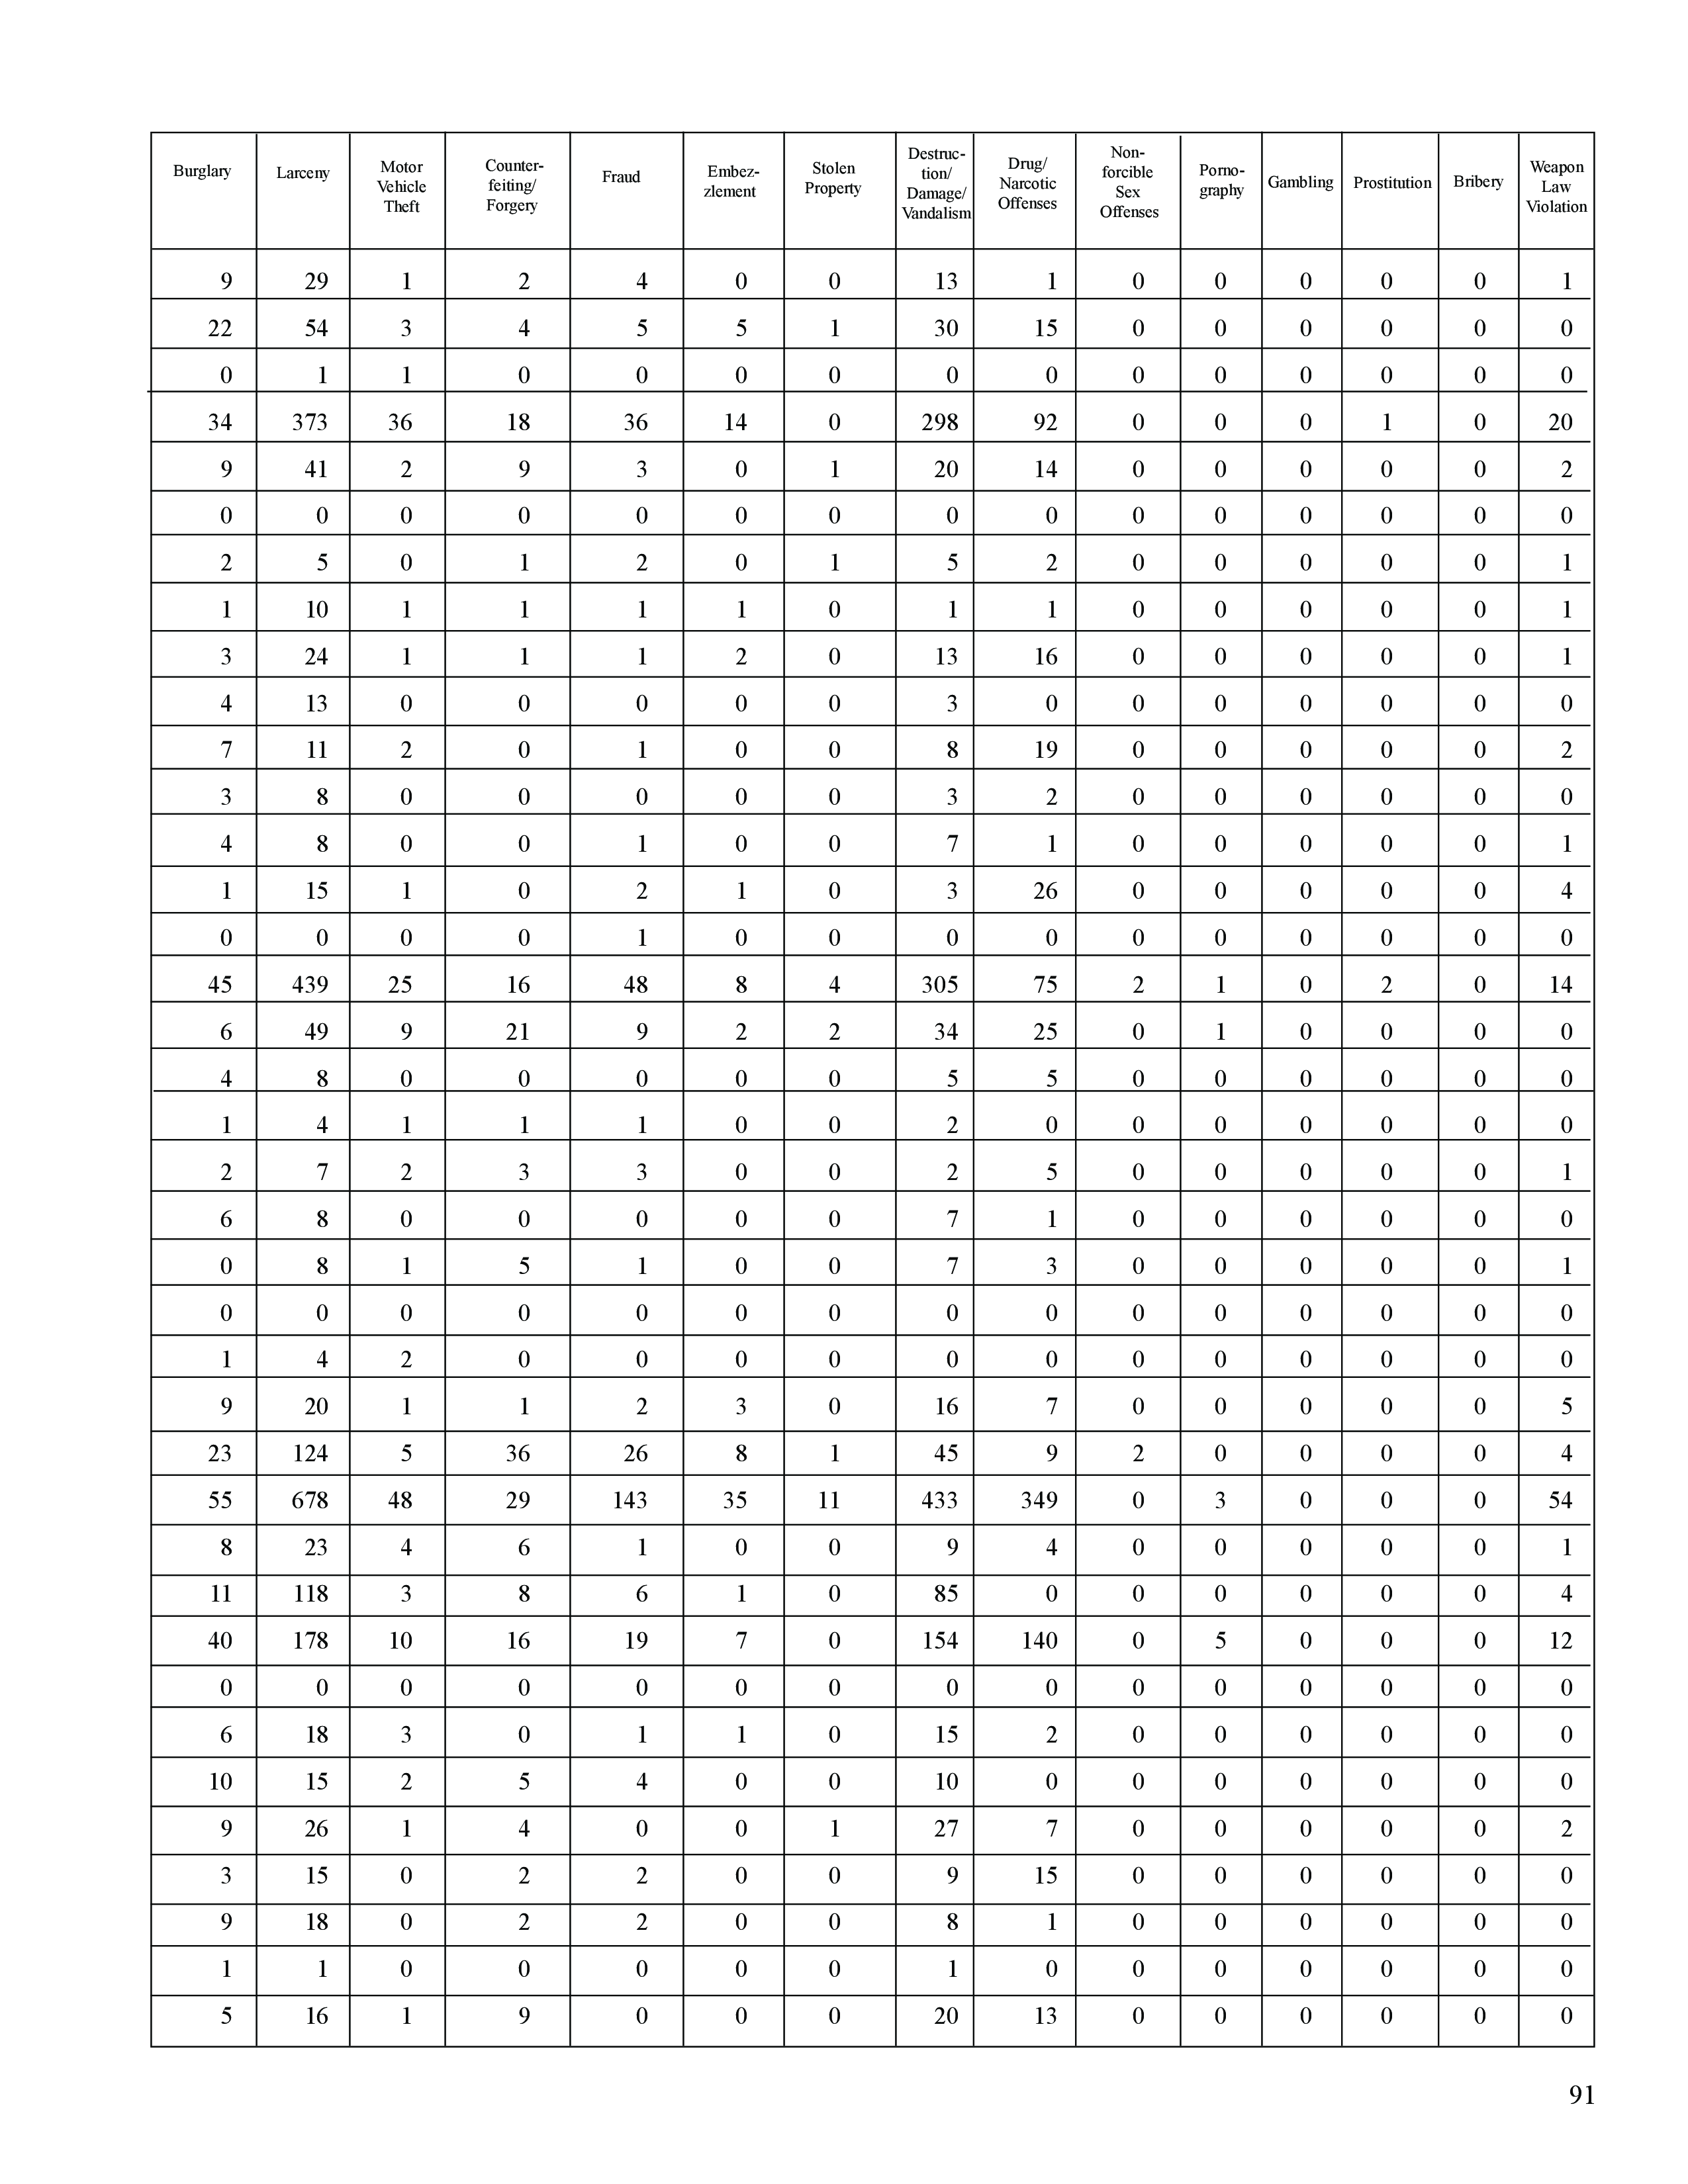 Burglary Larceny Motor Vehicle Theft Counter-feiting/ Forgery Fraud Embez-zlement Stolen Property Destruc-tion/ Damage/ Vandalism Drug/ Narcotic Offenses Non-forcible Sex Offenses Porno-graphy Gambling Prostitution Bribery Weapon Law Violation
9 29 1 2 4 0 0 13 1 0 0 0 0 0 1
22 54 3 4 5 5 1 30 15 0 0 0 0 0 0
0 1 1 0 0 0 0 0 0 0 0 0 0 0 0
34 373 36 18 36 14 0 298 92 0 0 0 1 0 20
9 41 2 9 3 0 1 20 14 0 0 0 0 0 2
0 0 0 0 0 0 0 0 0 0 0 0 0 0 0
2 5 0 1 2 0 1 5 2 0 0 0 0 0 1
1 10 1 1 1 1 0 1 1 0 0 0 0 0 1
3 24 1 1 1 2 0 13 16 0 0 0 0 0 1
4 13 0 0 0 0 0 3 0 0 0 0 0 0 0
7 11 2 0 1 0 0 8 19 0 0 0 0 0 2
3 8 0 0 0 0 0 3 2 0 0 0 0 0 0
4 8 0 0 1 0 0 7 1 0 0 0 0 0 1
1 15 1 0 2 1 0 3 26 0 0 0 0 0 4
0 0 0 0 1 0 0 0 0 0 0 0 0 0 0
45 439 25 16 48 8 4 305 75 2 1 0 2 0 14
6 49 9 21 9 2 2 34 25 0 1 0 0 0 0
4 8 0 0 0 0 0 5 5 0 0 0 0 0 0
1 4 1 1 1 0 0 2 0 0 0 0 0 0 0
2 7 2 3 3 0 0 2 5 0 0 0 0 0 1
6 8 0 0 0 0 0 7 1 0 0 0 0 0 0
0 8 1 5 1 0 0 7 3 0 0 0 0 0 1
0 0 0 0 0 0 0 0 0 0 0 0 0 0 0
1 4 2 0 0 0 0 0 0 0 0 0 0 0 0
9 20 1 1 2 3 0 16 7 0 0 0 0 0 5
23 124 5 36 26 8 1 45 9 2 0 0 0 0 4
55 678 48 29 143 35 11 433 349 0 3 0 0 0 54
8 23 4 6 1 0 0 9 4 0 0 0 0 0 1
11 118 3 8 6 1 0 85 0 0 0 0 0 0 4
40 178 10 16 19 7 0 154 140 0 5 0 0 0 12
0 0 0 0 0 0 0 0 0 0 0 0 0 0 0
6 18 3 0 1 1 0 15 2 0 0 0 0 0 0
10 15 2 5 4 0 0 10 0 0 0 0 0 0 0
9 26 1 4 0 0 1 27 7 0 0 0 0 0 2
3 15 0 2 2 0 0 9 15 0 0 0 0 0 0
9 18 0 2 2 0 0 8 1 0 0 0 0 0 0
1 1 0 0 0 0 0 1 0 0 0 0 0 0 0
5 16 1 9 0 0 0 20 13 0 0 0 0 0 0
91